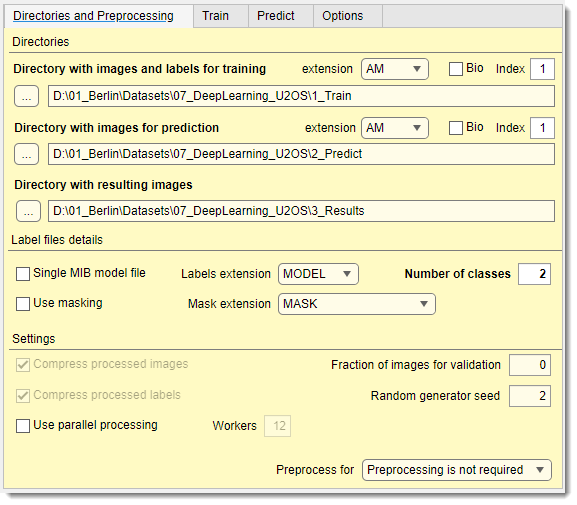 Directories and Preprocessing Train Predict Options
Directories
Directory with images and labels for training extension AM Bio Index 1
... D:\01_Berlin\Datasets\07_DeepLearning_U2OS\1_Train
Directory with images for prediction extension AM Bio Index 1
... D:\01_Berlin\Datasets\07_DeepLearning_U2OS\2_Predict
Directory with resulting images
... D:\01_Berlin\Datasets\07_DeepLearning_U2OS\3_Results
Label files details
Single MIB model file Labels extension MODEL Number of classes 2
Use masking Mask extension MASK
Settings
Compress processed images Fraction of images for validation 0
Compress processed labels Random generator seed 2
Use parallel processing Workers 12
Preprocess for Preprocessing is not required